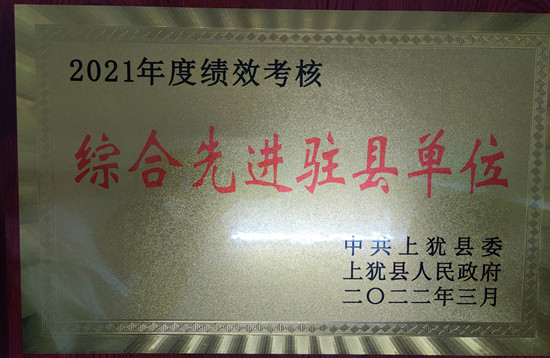 2021年度绩效考核
综合先进驻县单位
中共上犹县委
上犹县人民政府
二〇二二年三月